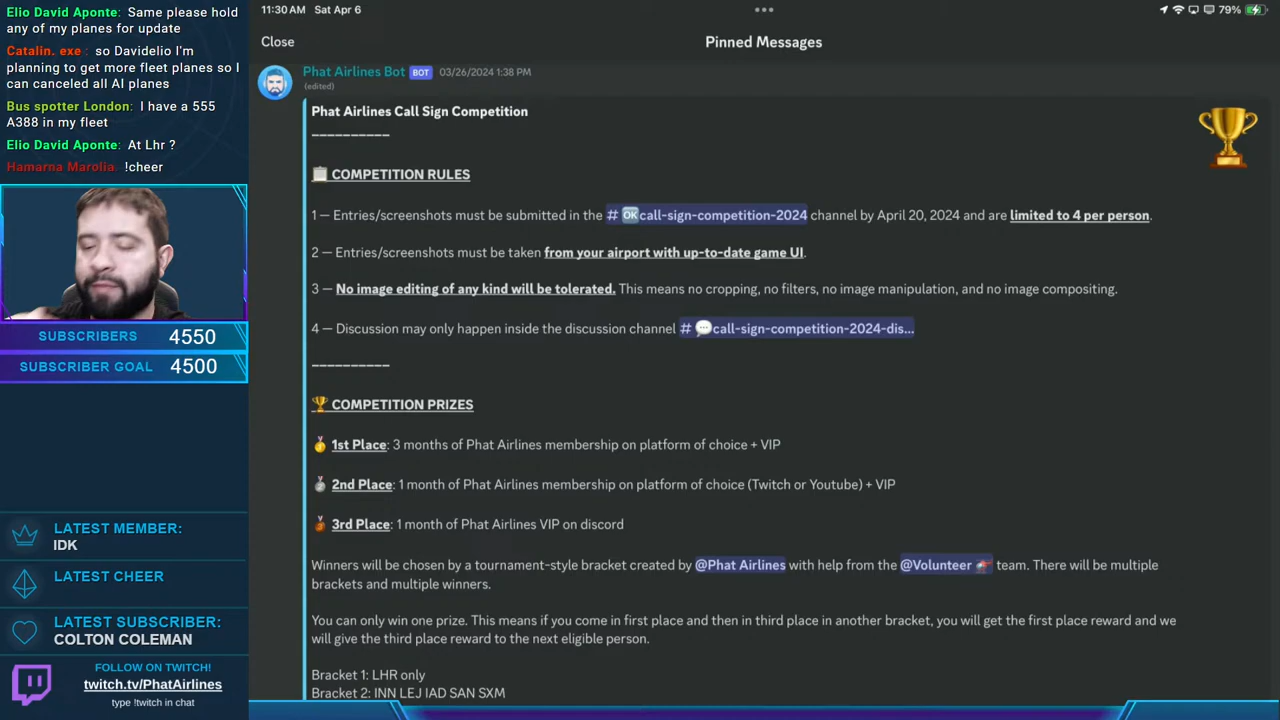 Elio David Aponte: Same please hold
any of my planes for update
Catalin. exe : so Davidelio I'm
planning to get more fleet planes so I
can canceled all AI planes
Bus spotter London: I have a 555
A388 in my fleet
Elio David Aponte: At Lhr ?
Hamarna Marolia: !cheer
SUBSCRIBERS 4550
SUBSCRIBER GOAL 4500
LATEST MEMBER:
IDK
LATEST CHEER
LATEST SUBSCRIBER:
COLTON COLEMAN
FOLLOW ON TWITCH!
twitch.tv/PhatAirlines
type !twitch in chat
11:30 AM Sat Apr 6
79%
Close
Pinned Messages
Phat Airlines Bot BOT 03/26/2024 1:38 PM
(edited)
Phat Airlines Call Sign Competition
——————————
COMPETITION RULES
1 — Entries/screenshots must be submitted in the # 🆗call-sign-competition-2024 channel by April 20, 2024 and are limited to 4 per person.
2 — Entries/screenshots must be taken from your airport with up-to-date game UI.
3 — No image editing of any kind will be tolerated. This means no cropping, no filters, no image manipulation, and no image compositing.
4 — Discussion may only happen inside the discussion channel # 💬call-sign-competition-2024-dis...
——————————
COMPETITION PRIZES
1st Place: 3 months of Phat Airlines membership on platform of choice + VIP
2nd Place: 1 month of Phat Airlines membership on platform of choice (Twitch or Youtube) + VIP
3rd Place: 1 month of Phat Airlines VIP on discord
Winners will be chosen by a tournament-style bracket created by @Phat Airlines with help from the @Volunteer team. There will be multiple
brackets and multiple winners.
You can only win one prize. This means if you come in first place and then in third place in another bracket, you will get the first place reward and we
will give the third place reward to the next eligible person.
Bracket 1: LHR only
Bracket 2: INN LEJ IAD SAN SXM